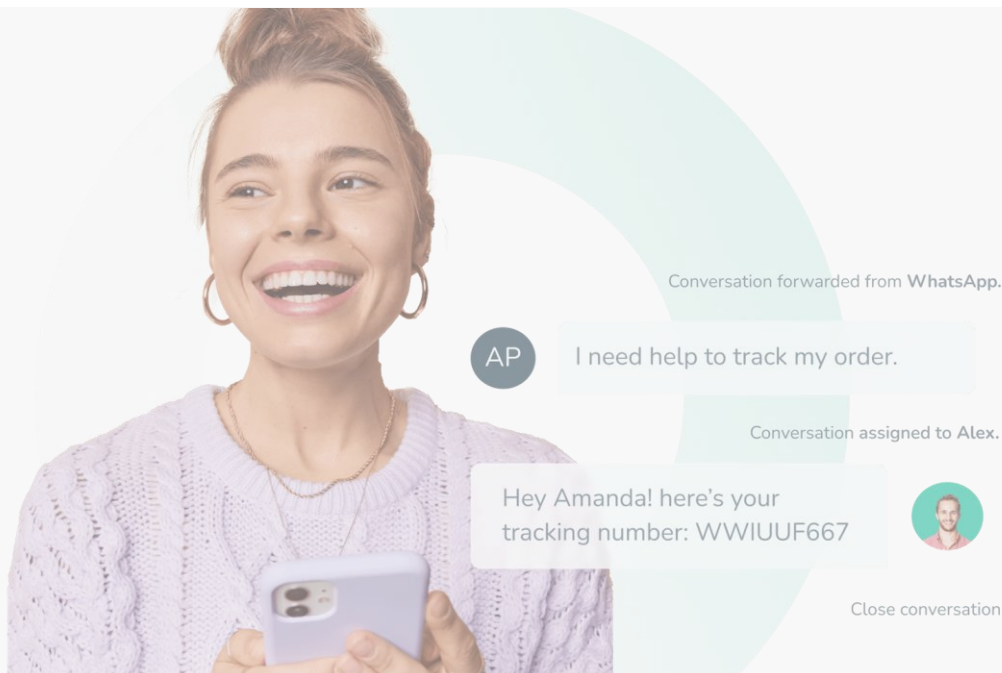 Conversation forwarded from WhatsApp.
AP
I need help to track my order.
Conversation assigned to Alex.
Hey Amanda! here’s your
tracking number: WWIUUF667
Close conversation